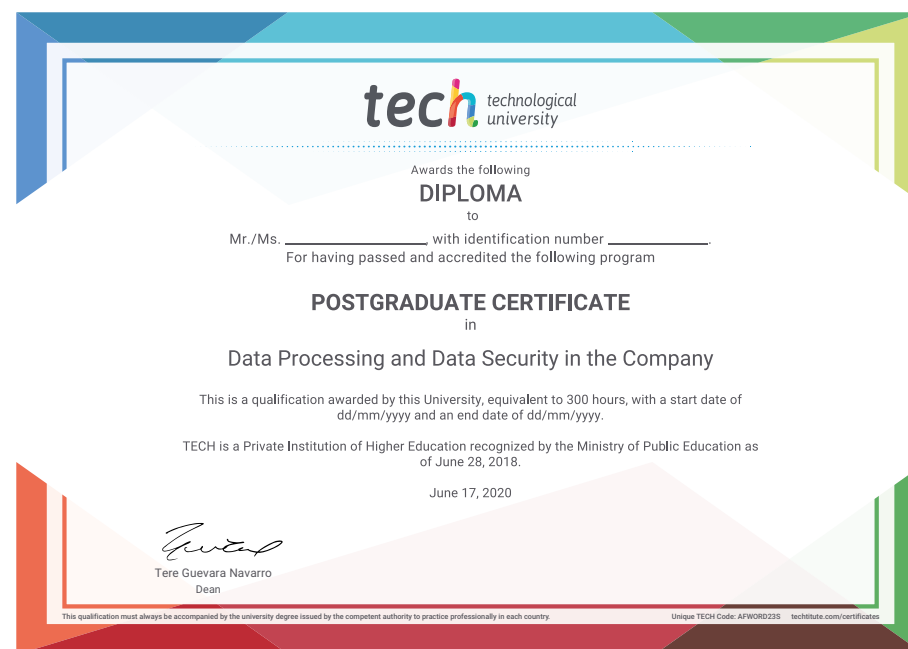 tech technological
university
Awards the following
DIPLOMA
to
Mr./Ms. ____________________, with identification number ______________.
For having passed and accredited the following program
POSTGRADUATE CERTIFICATE
in
Data Processing and Data Security in the Company
This is a qualification awarded by this University, equivalent to 300 hours, with a start date of
dd/mm/yyyy and an end date of dd/mm/yyyy.
TECH is a Private Institution of Higher Education recognized by the Ministry of Public Education as
of June 28, 2018.
June 17, 2020
Tere Guevara Navarro
Dean
This qualification must always be accompanied by the university degree issued by the competent authority to practice professionally in each country. Unique TECH Code: AFWORD23S techtitute.com/certificates